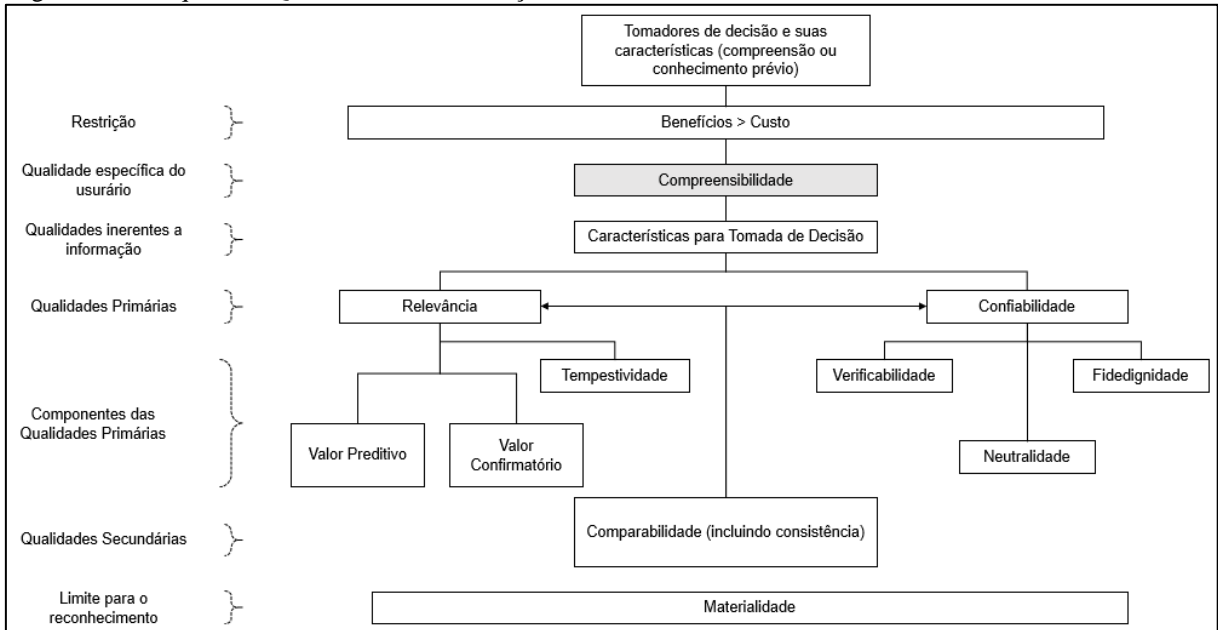 Tomadores de decisão e suas
características (compreensão ou
conhecimento prévio)
Restrição
Benefícios > Custo
Qualidade específica do
usurário
Compreensibilidade
Qualidades inerentes a
informação
Características para Tomada de Decisão
Qualidades Primárias
Relevância
Confiabilidade
Tempestividade
Verificabilidade
Fidedignidade
Componentes das
Qualidades Primárias
Valor Preditivo
Valor
Confirmatório
Neutralidade
Qualidades Secundárias
Comparabilidade (incluindo consistência)
Limite para o
reconhecimento
Materialidade